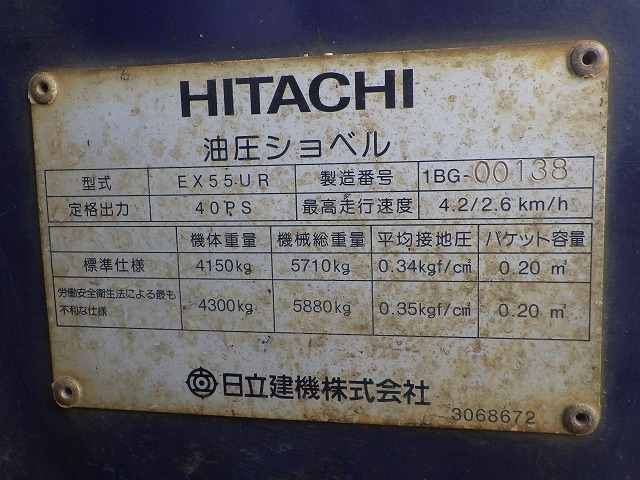 HITACHI
油圧ショベル
型式 EX55UR 製造番号 1BG-00138
定格出力 40PS 最高走行速度 4.2/2.6 km/h
機体重量 機械総重量 平均接地圧 バケット容量
標準仕様 4150kg 5710kg 0.34kgf/c㎡ 0.20 ㎥
労働安全衛生法による最も
不利な仕様 4300kg 5880kg 0.35kgf/c㎡ 0.20 ㎥
日立建機株式会社
3068672